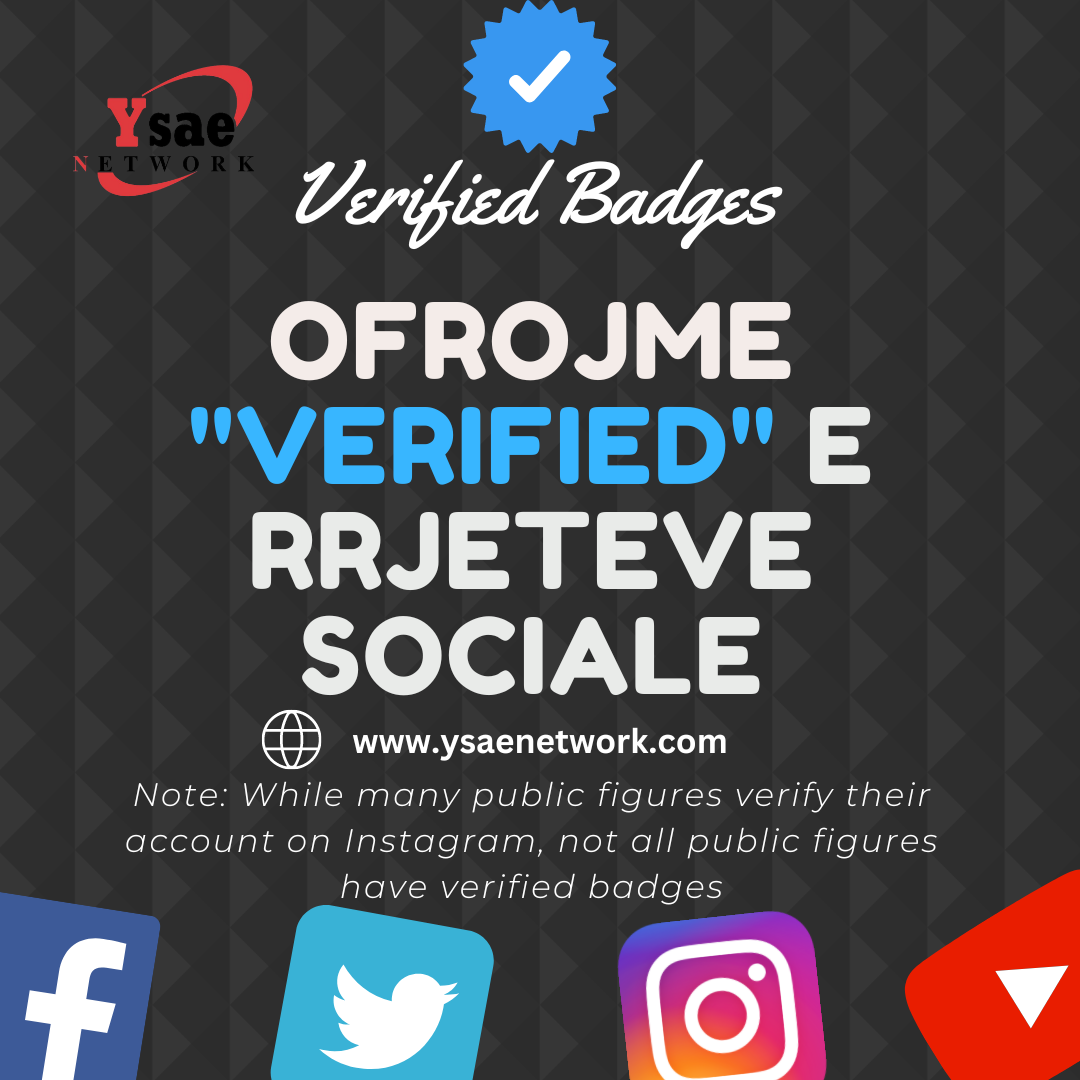 Ysae
NETWORK
Verified Badges
OFROJME
"VERIFIED" E
RRJETEVE
SOCIALE
www.ysaenetwork.com
Note: While many public figures verify their
account on Instagram, not all public figures
have verified badges